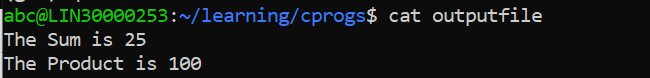 abc@LIN30000253:~/learning/cprogs$ cat outputfile
The Sum is 25
The Product is 100